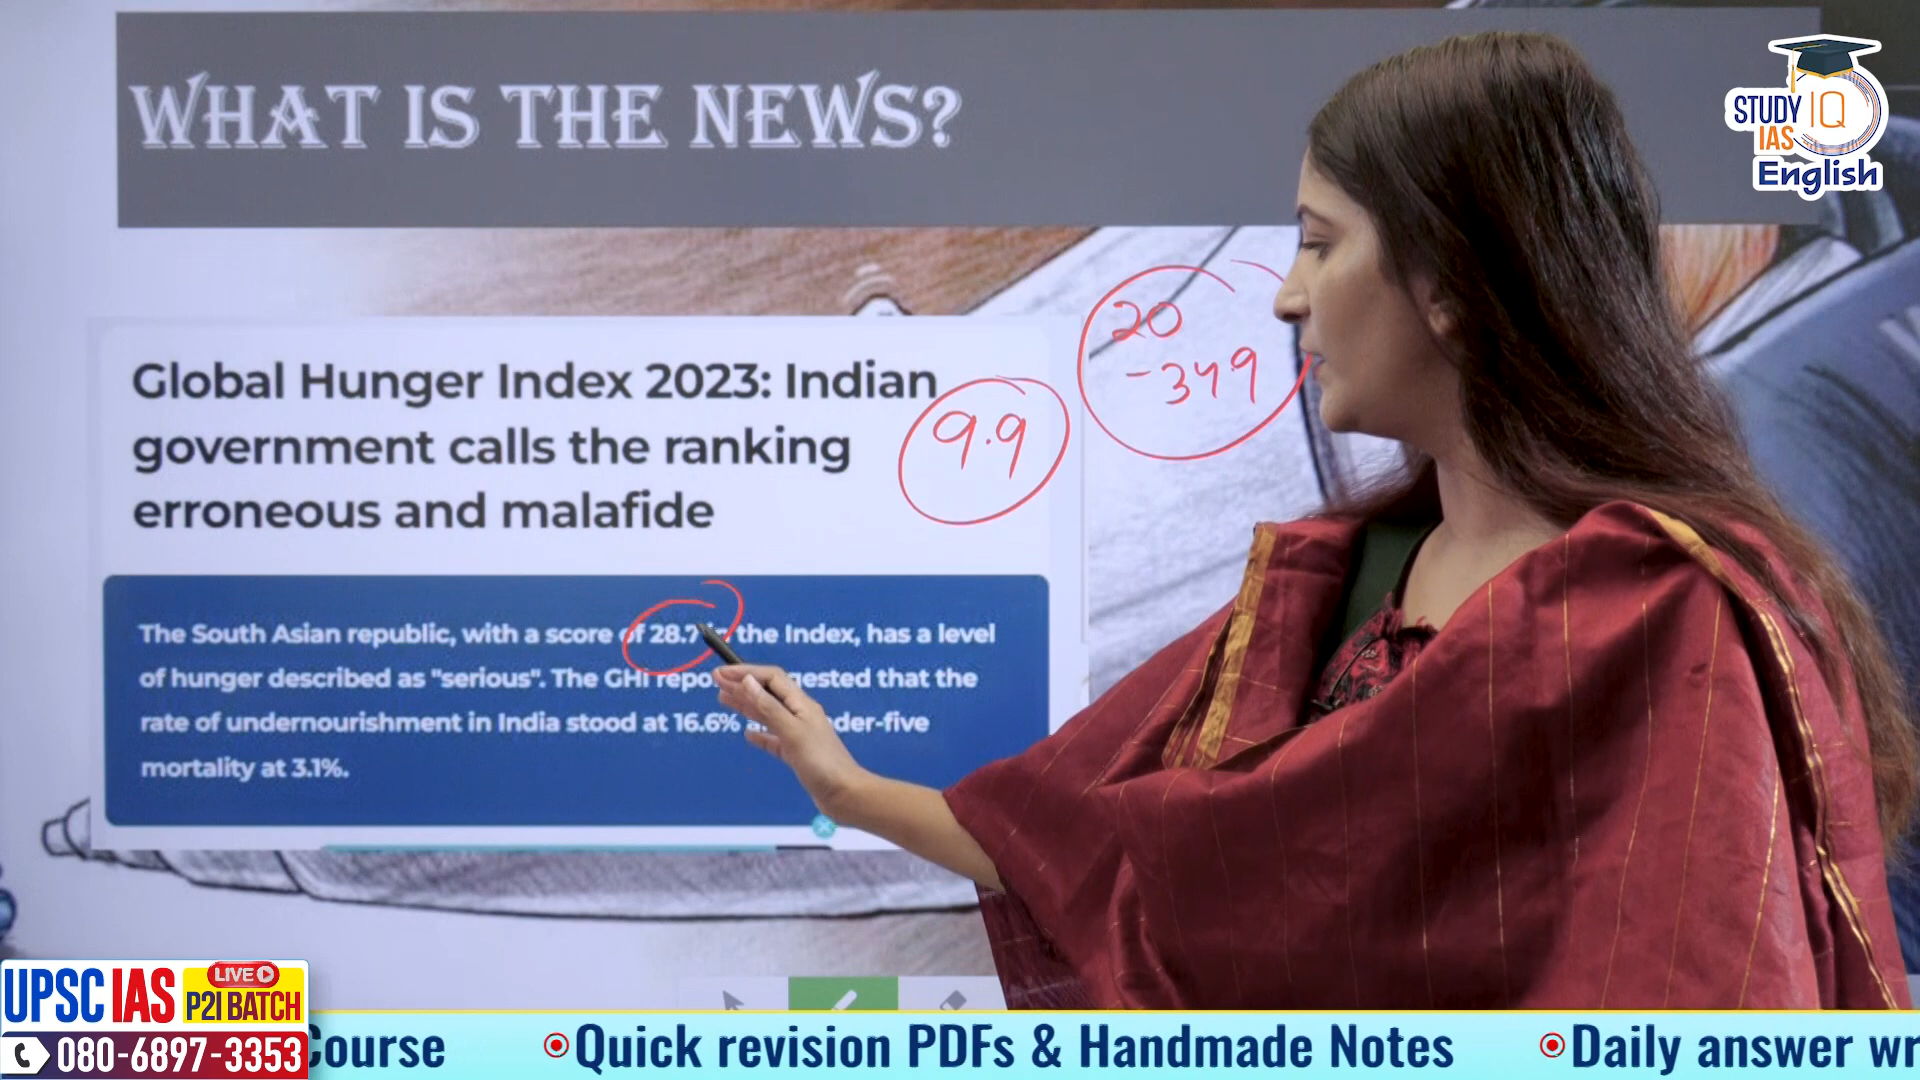 WHAT IS THE NEWS?
STUDY IQ
IAS
English
20
-349
Global Hunger Index 2023: Indian
government calls the ranking
erroneous and malafide
9.9
The South Asian republic, with a score of 28.7 the Index, has a level
of hunger described as "serious". The GHI that the
rate of undernourishment in India stood at 16.6%
mortality at 3.1%.
LIVE
UPSC IAS P2I BATCH
080-6897-3353
Course Quick revision PDFs & Handmade Notes Daily answer